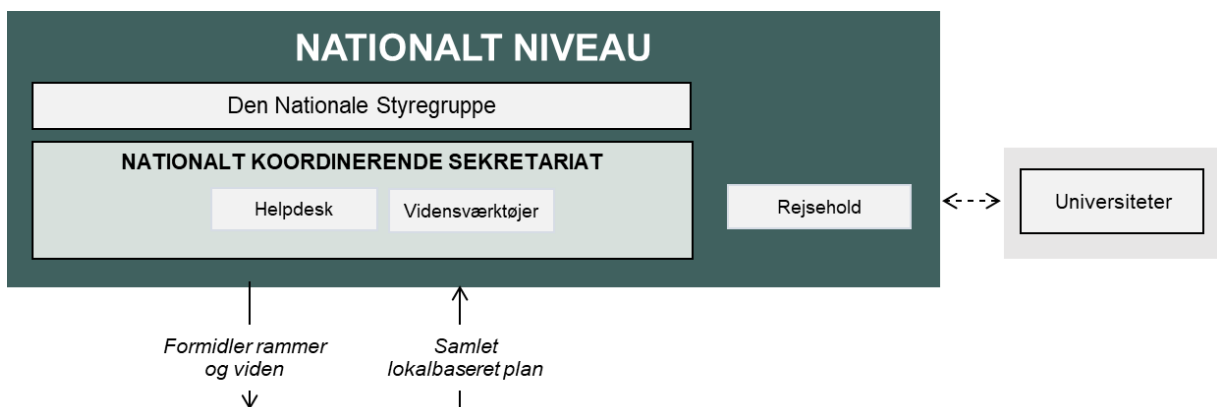 NATIONALT NIVEAU
Den Nationale Styregruppe
NATIONALT KOORDINERENDE SEKRETARIAT
Helpdesk
Vidensværktøjer
Rejsehold
Universiteter
Formidler rammer
og viden
Samlet
lokalbaseret plan